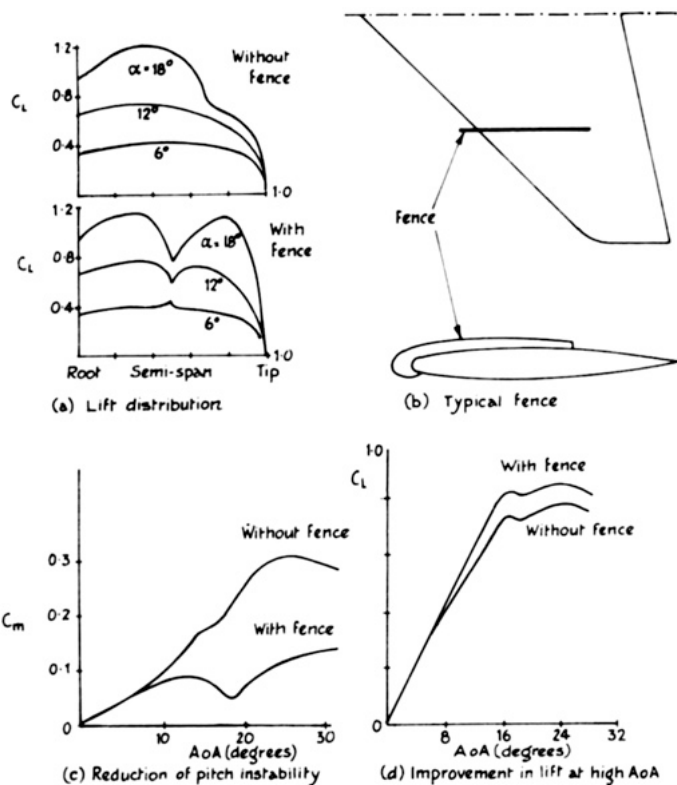 1.2
α = 18°
Without
Fence
0.8
CL
12°
0.4
6°
1.0
1.2
With
Fence
α = 18°
CL
0.8
12°
0.4
6°
1.0
Root Semi-span Tip
(a) Lift distribution
Fence
(b) Typical fence
1.0
With fence
CL
Without fence
Without fence
0.3
0.2
Cm
With fence
0.1
0
0
10 20 30
AoA (degrees)
8 16 24 32
AoA (degrees)
(c) Reduction of pitch instability
(d) Improvement in lift at high AoA